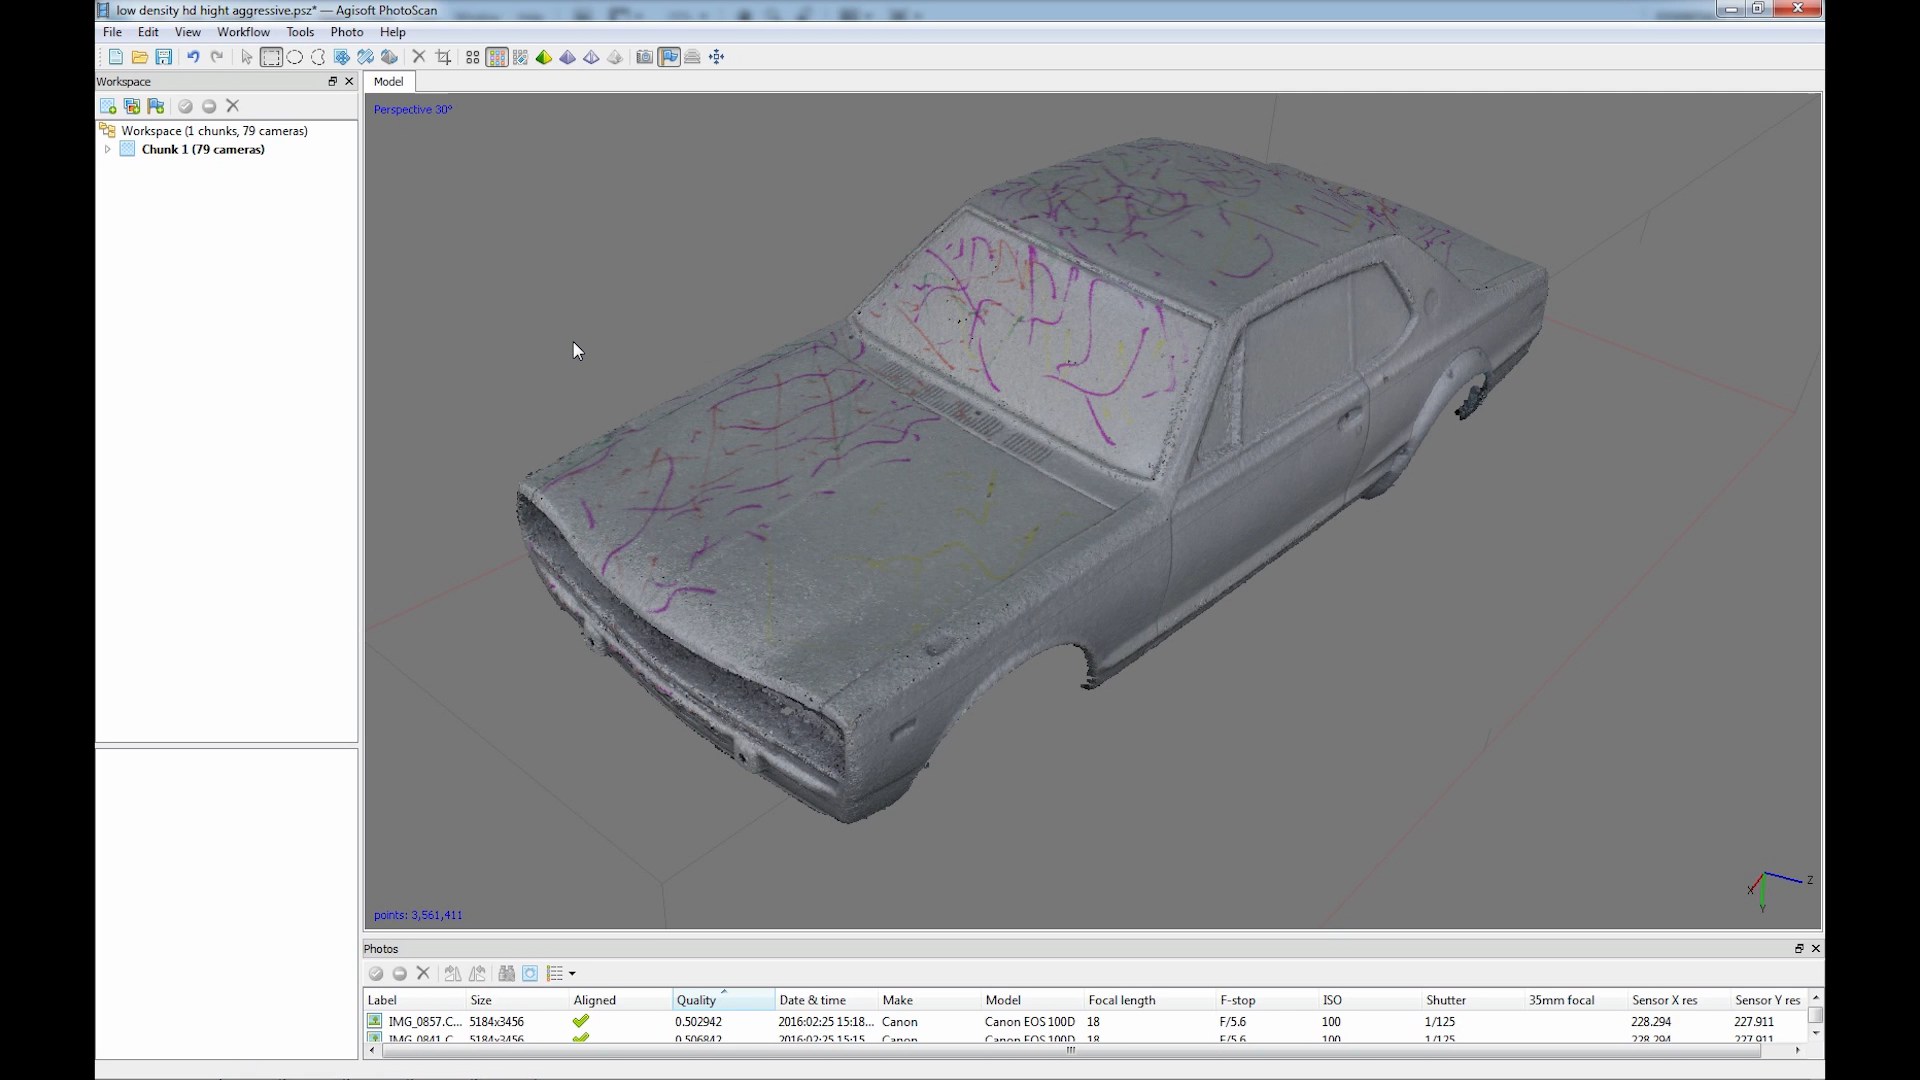 low density hd hight aggressive.psz* — Agisoft PhotoScan
File Edit View Workflow Tools Photo Help
Workspace
Model
Perspective 30°
Workspace (1 chunks, 79 cameras)
Chunk 1 (79 cameras)
X
Y
Z
points: 3,561,411
Photos
Label Size Aligned Quality Date & time Make Model Focal length F-stop ISO Shutter 35mm focal Sensor X res Sensor Y res
IMG_0857.C... 5184x3456 0.502942 2016:02:25 15:18... Canon Canon EOS 100D 18 F/5.6 100 1/125 228.294 227.911
IMG_0841.C... 5184x3456 0.506842 2016:02:25 15:15... Canon Canon EOS 100D 18 F/5.6 100 1/125 228.294 227.911